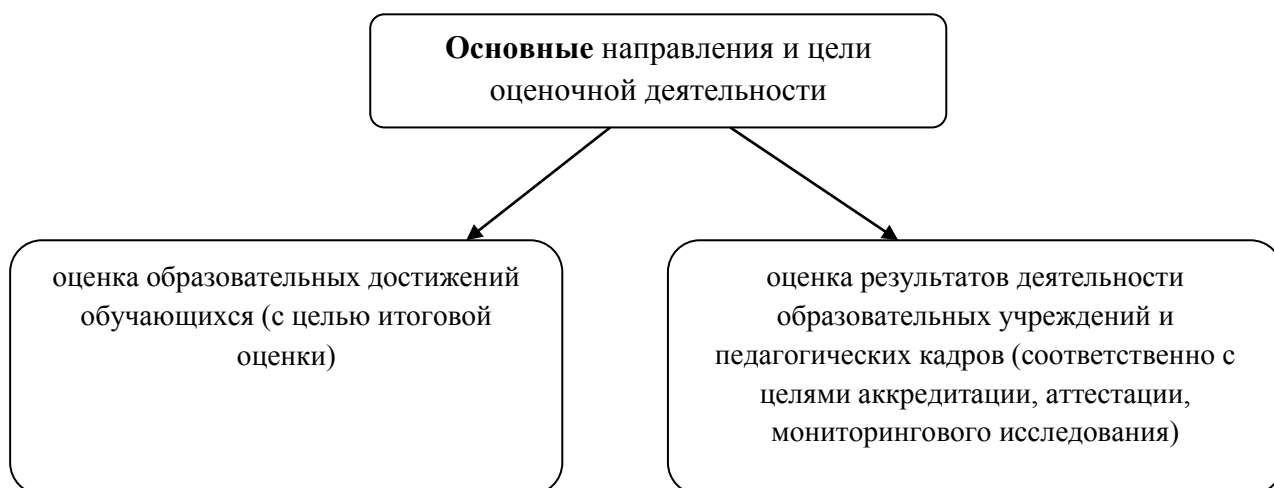 Основные направления и цели
оценочной деятельности
оценка образовательных достижений
обучающихся (с целью итоговой
оценки)
оценка результатов деятельности
образовательных учреждений и
педагогических кадров (соответственно с
целями аккредитации, аттестации,
мониторингового исследования)